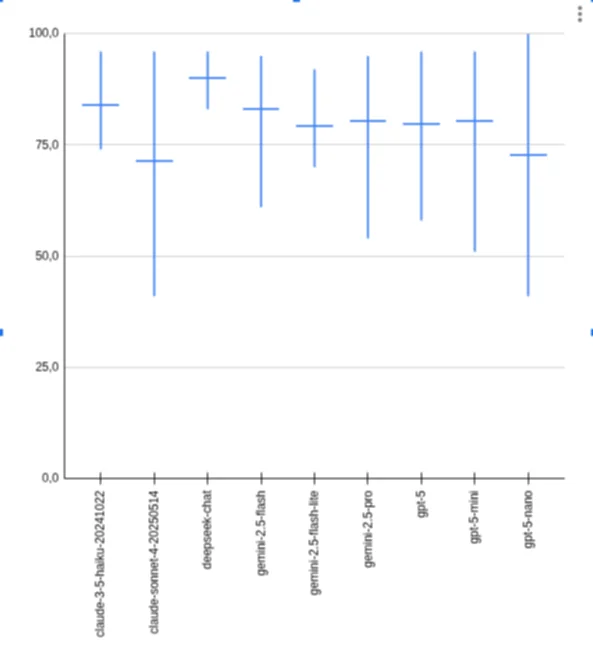 100,0
75,0
50,0
25,0
0,0
claude-3-5-haiku-20241022
claude-sonnet-4-20250514
deepseek-chat
gemini-2.5-flash
gemini-2.5-flash-lite
gemini-2.5-pro
gpt-5
gpt-5-mini
gpt-5-nano